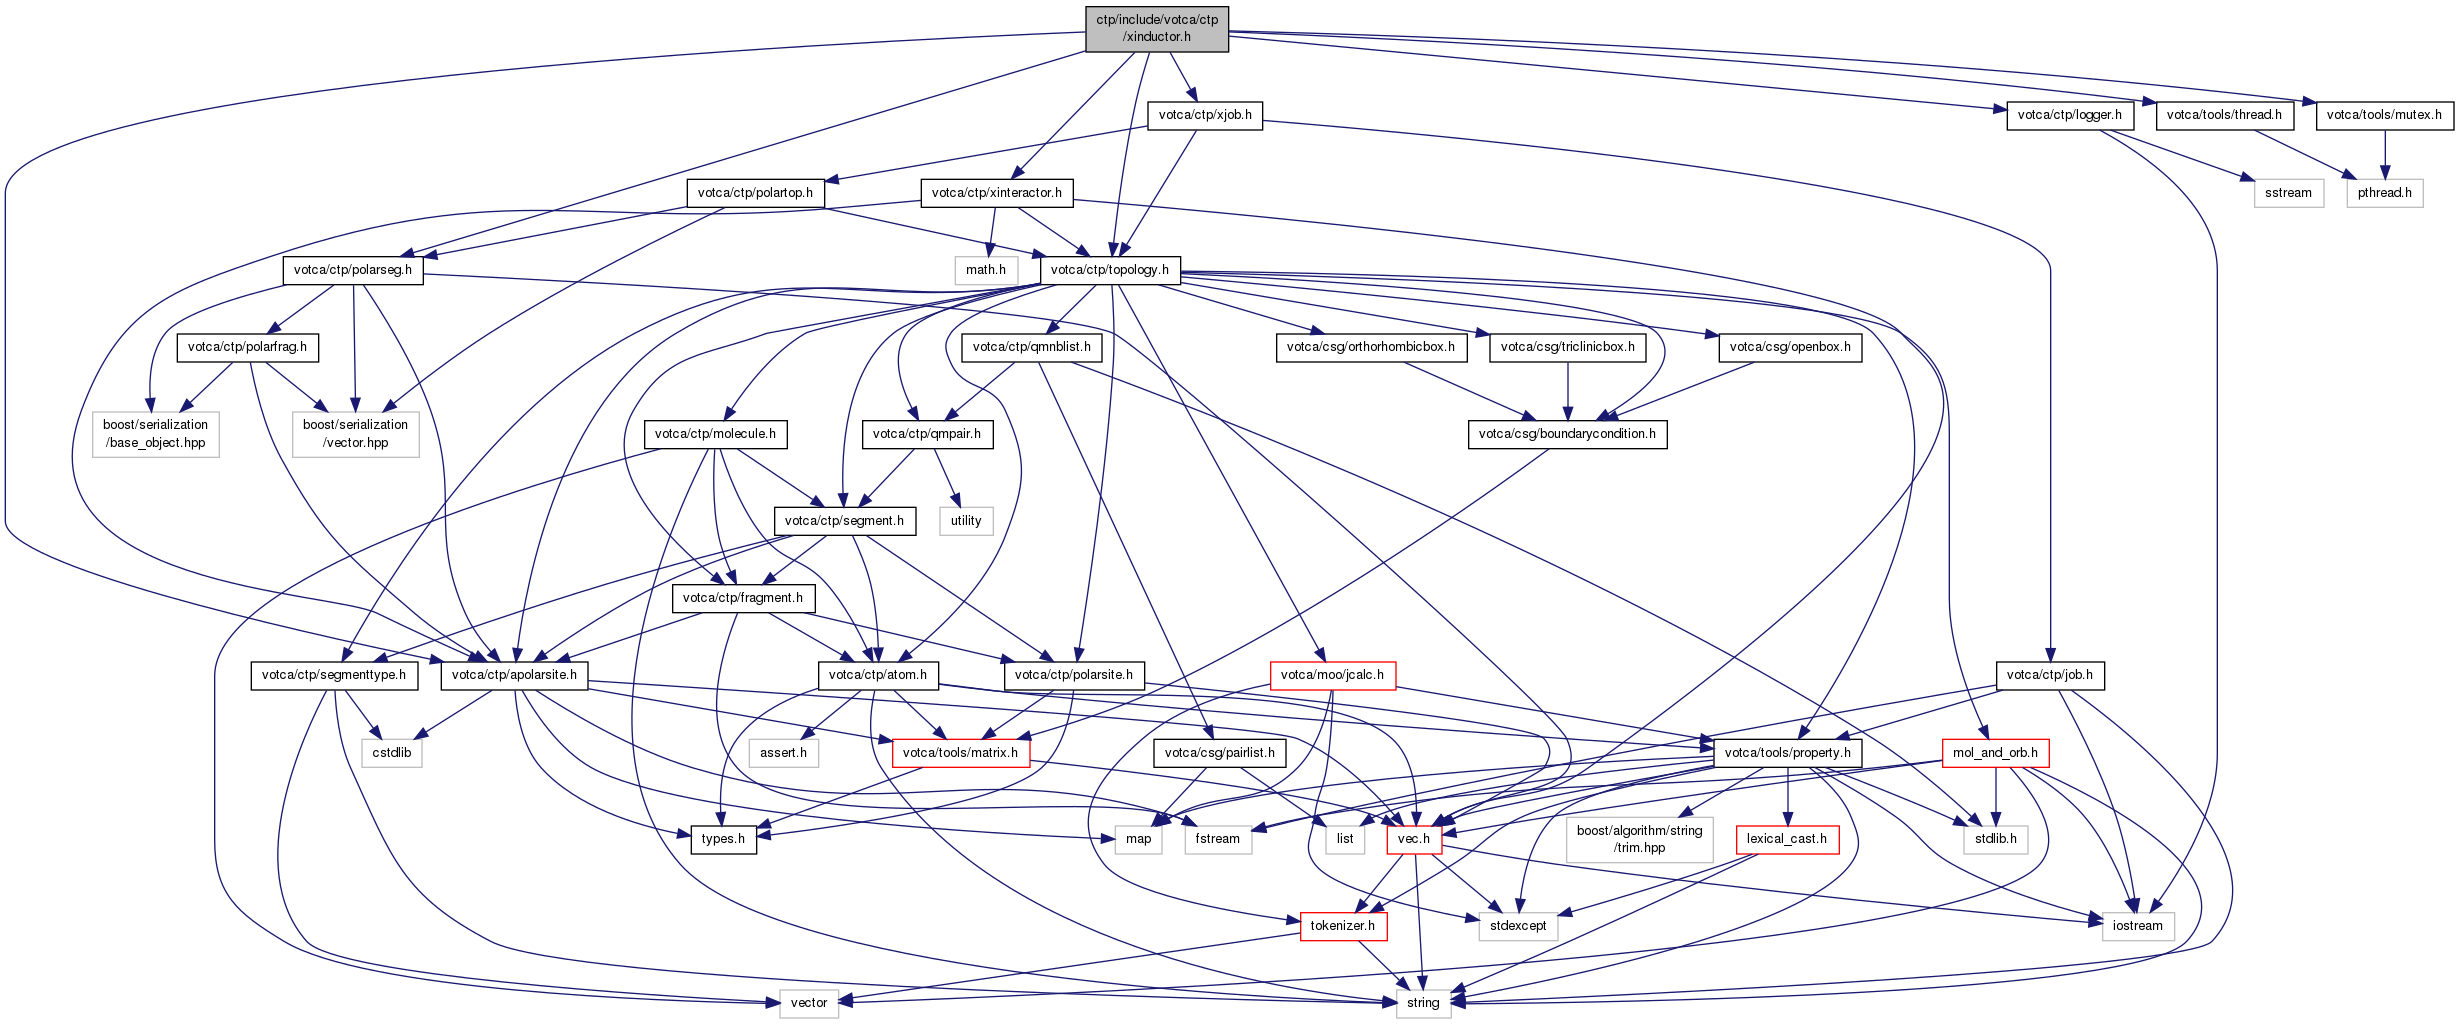 ctp/include/votca/ctp
/xinductor.h
votca/ctp/xjob.h
votca/ctp/logger.h
votca/tools/thread.h
votca/tools/mutex.h
votca/ctp/polartop.h
votca/ctp/xinteractor.h
sstream
pthread.h
votca/ctp/polarseg.h
math.h
votca/ctp/topology.h
votca/ctp/polarfrag.h
votca/ctp/qmnblist.h
votca/csg/orthorhombicbox.h
votca/csg/triclinicbox.h
votca/csg/openbox.h
boost/serialization
/base_object.hpp
boost/serialization
/vector.hpp
votca/ctp/molecule.h
votca/ctp/qmpair.h
votca/csg/boundarycondition.h
votca/ctp/segment.h
utility
votca/ctp/fragment.h
votca/ctp/segmenttype.h
votca/ctp/apolarsite.h
votca/ctp/atom.h
votca/ctp/polarsite.h
votca/moo/jcalc.h
votca/ctp/job.h
cstdlib
assert.h
votca/tools/matrix.h
votca/csg/pairlist.h
votca/tools/property.h
mol_and_orb.h
types.h
map
fstream
list
vec.h
boost/algorithm/string
/trim.hpp
lexical_cast.h
stdlib.h
tokenizer.h
stdexcept
iostream
vector
string